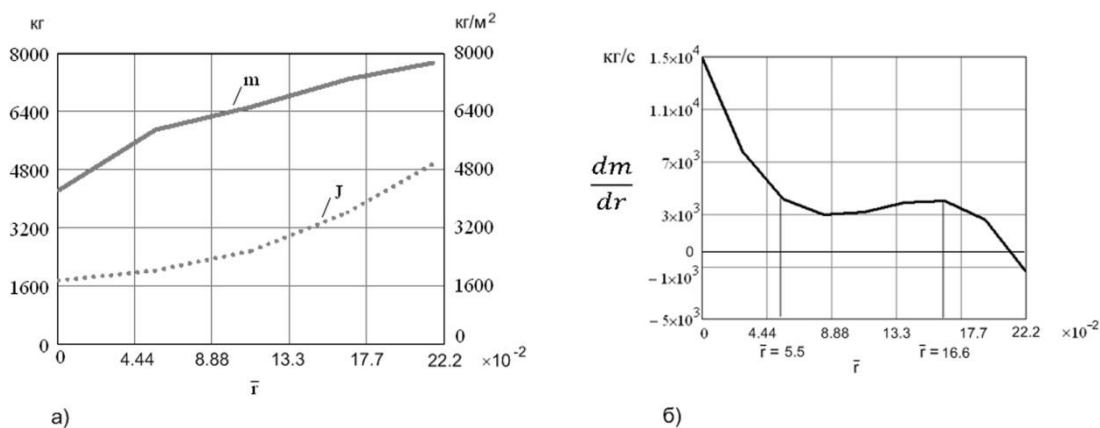 кг
кг/м²
8000
6400
4800
3200
1600
0
m
J
8000
6400
4800
3200
1600
0
0 4.44 8.88 13.3 17.7 22.2 ×10⁻²
r̄
а)
кг/с
dm
dr
1.5×10⁴
1.1×10⁴
7×10³
3×10³
0
−1×10³
−5×10³
0 4.44 8.88 13.3 17.7 22.2 ×10⁻²
r̄ = 5.5 r̄ = 16.6
r̄
б)